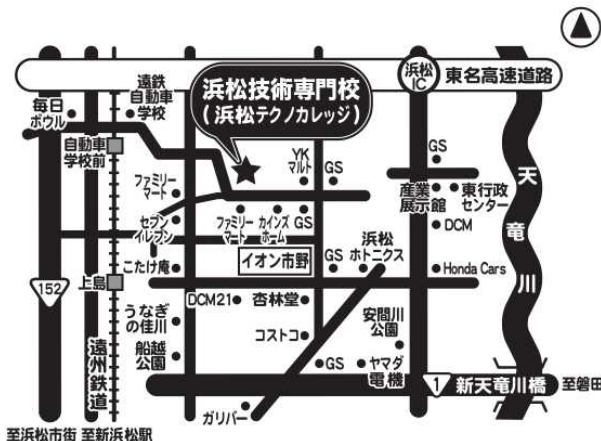 浜松
IC
東名高速道路
浜松技術専門校
(浜松テクノカレッジ)
遠鉄
自動車
学校
毎日
ボウル
自動車
学校前
YK
マルト
GS
GS
ファミリー
マート
産業
展示館
東行政
センター
天竜川
セブン
イレブン
ファミリー
マート
カインズ
ホーム
GS
DCM
浜松
ホトニクス
イオン市野
こたけ庵
GS
Honda Cars
152
上島
DCM21
杏林堂
うなぎ
の佳川
安間川
公園
コストコ
船越
公園
遠州鉄道
GS
ヤマダ
電機
1
新天竜川橋
至磐田
ガリバー
至浜松市街
至新浜松駅